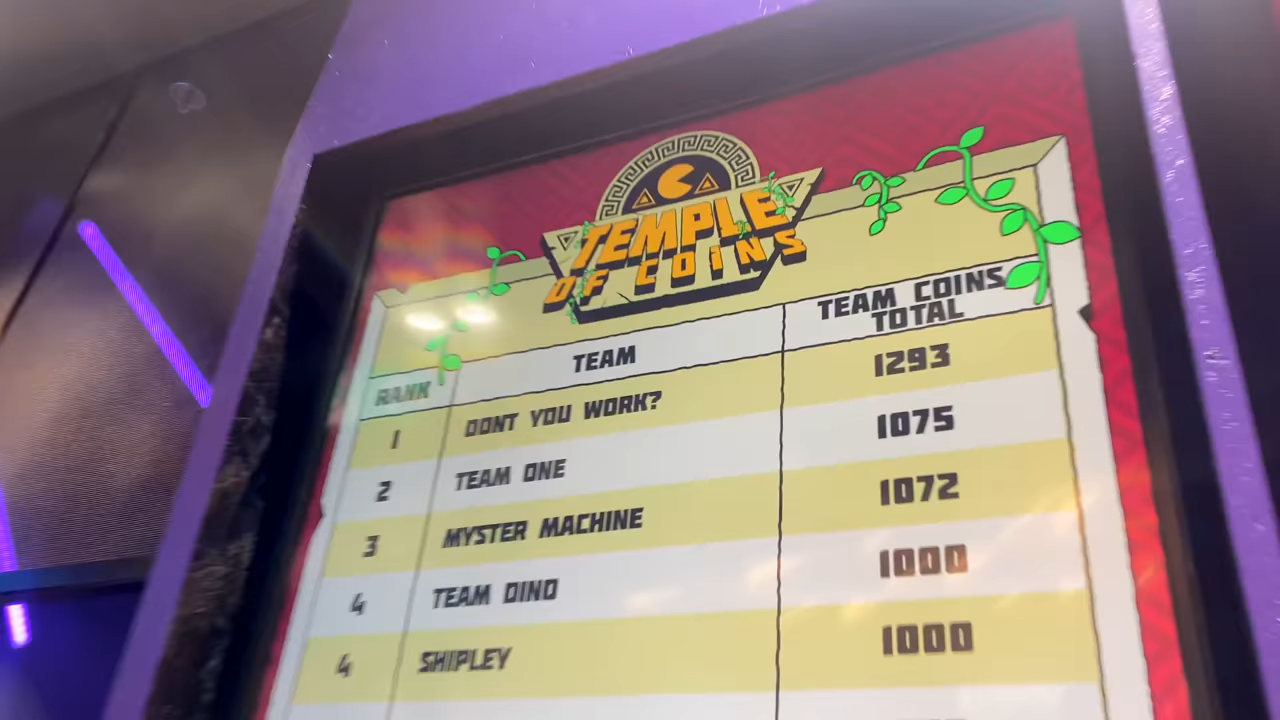 TEMPLE
OF COINS
RANK TEAM TEAM COINS TOTAL
1 DONT YOU WORK? 1293
2 TEAM ONE 1075
3 MYSTER MACHINE 1072
4 TEAM DINO 1000
4 SHIPLEY 1000